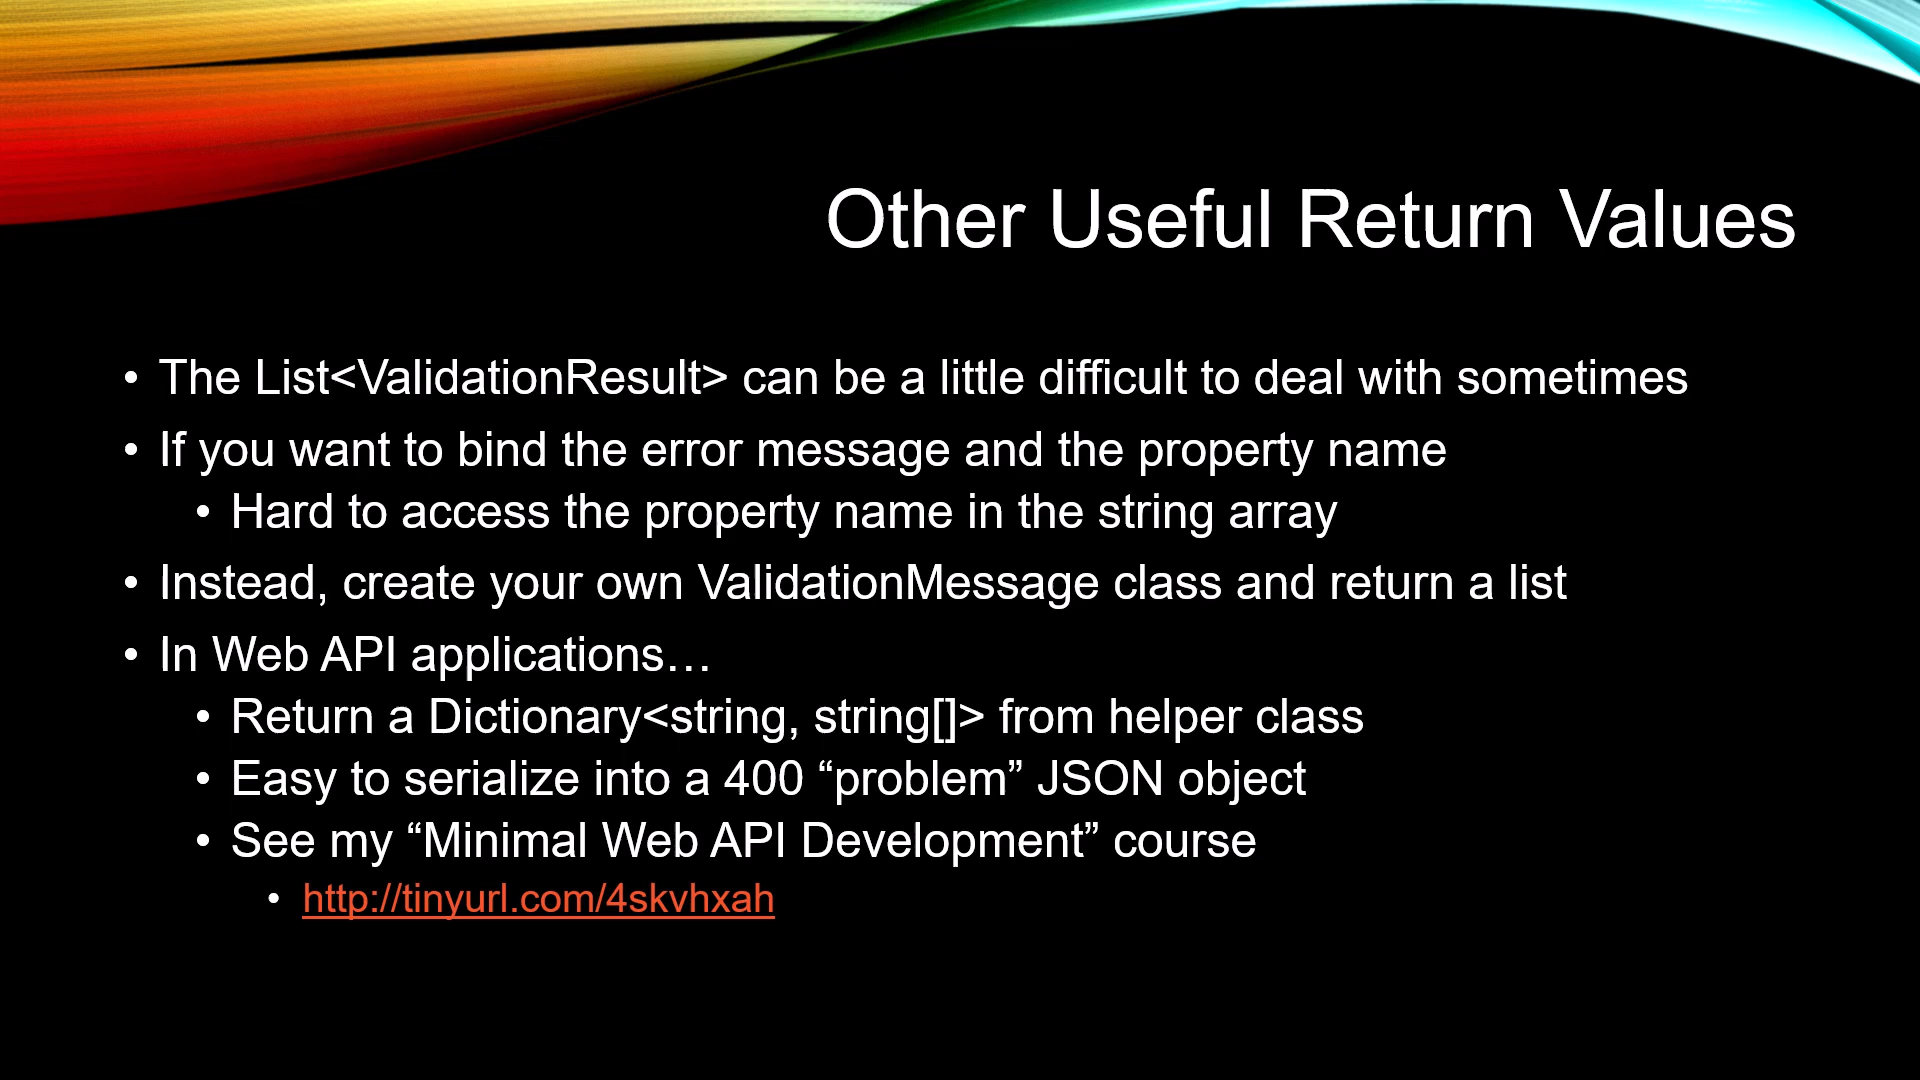 Other Useful Return Values
• The List<ValidationResult> can be a little difficult to deal with sometimes
• If you want to bind the error message and the property name
• Hard to access the property name in the string array
• Instead, create your own ValidationMessage class and return a list
• In Web API applications…
• Return a Dictionary<string, string[]> from helper class
• Easy to serialize into a 400 “problem” JSON object
• See my “Minimal Web API Development” course
• http://tinyurl.com/4skvhxah